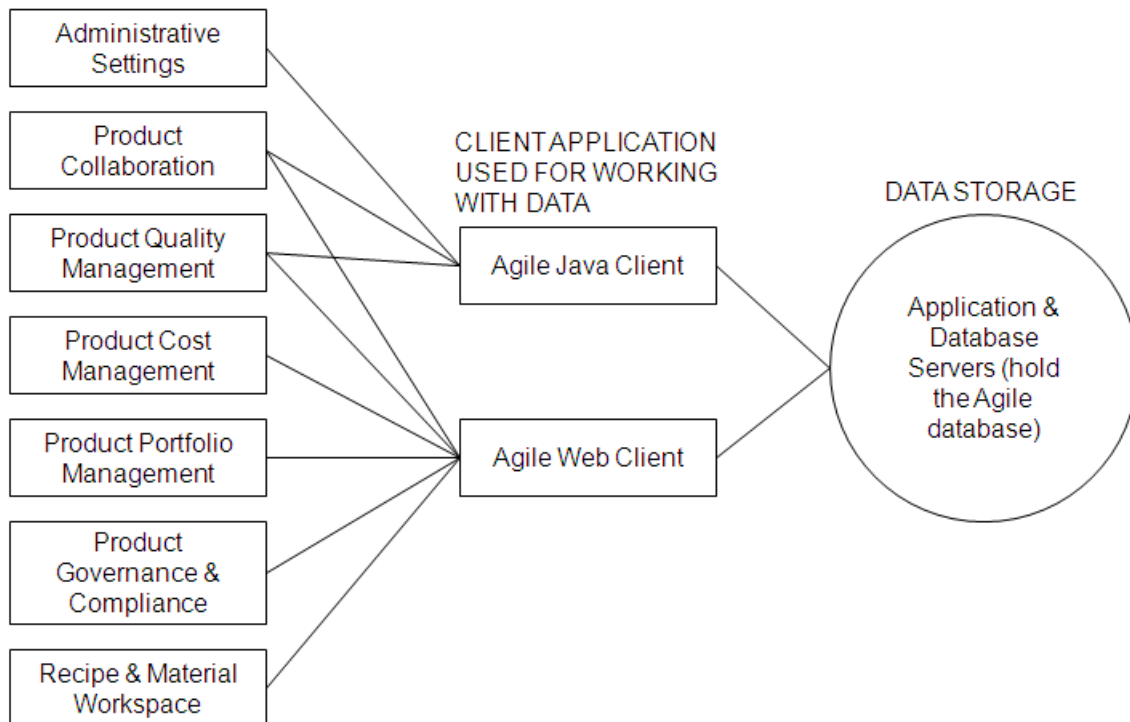 Administrative
Settings
Product
Collaboration
Product Quality
Management
Product Cost
Management
Product Portfolio
Management
Product
Governance &
Compliance
Recipe & Material
Workspace
CLIENT APPLICATION
USED FOR WORKING
WITH DATA
Agile Java Client
Agile Web Client
DATA STORAGE
Application &
Database
Servers (hold
the Agile
database)